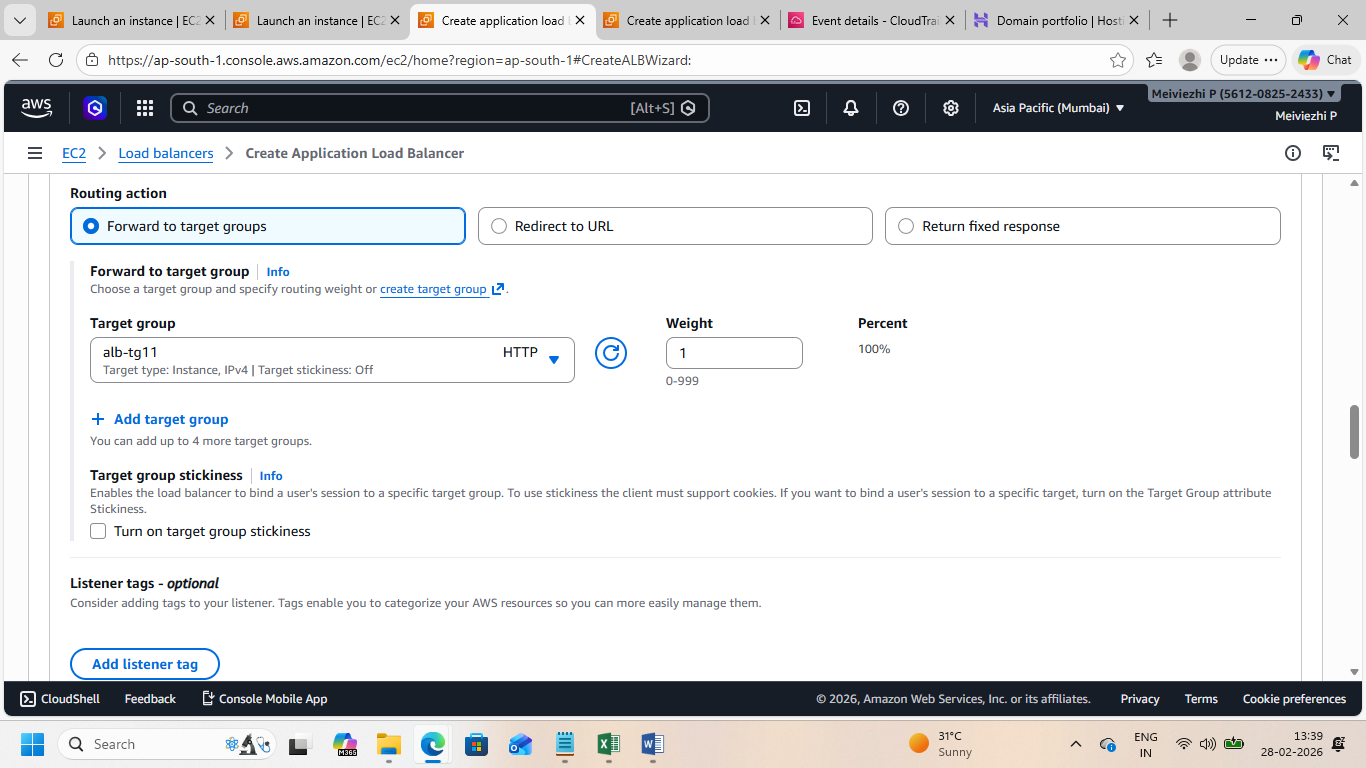 Launch an instance | EC2
Launch an instance | EC2
Create application load
Create application load
Event details - CloudTrai
Domain portfolio | Hosti
https://ap-south-1.console.aws.amazon.com/ec2/home?region=ap-south-1#CreateALBWizard:
Update
Chat
aws
Search
[Alt+S]
Asia Pacific (Mumbai)
Meiviezhi P (5612-0825-2433)
Meiviezhi P
EC2 > Load balancers > Create Application Load Balancer
Routing action
Forward to target groups
Redirect to URL
Return fixed response
Forward to target group
Info
Choose a target group and specify routing weight or create target group .
Target group
Weight
Percent
alb-tg11
HTTP
Target type: Instance, IPv4 | Target stickiness: Off
1
100%
0-999
+ Add target group
You can add up to 4 more target groups.
Target group stickiness
Info
Enables the load balancer to bind a user's session to a specific target group. To use stickiness the client must support cookies. If you want to bind a user's session to a specific target, turn on the Target Group attribute
Stickiness.
Turn on target group stickiness
Listener tags - optional
Consider adding tags to your listener. Tags enable you to categorize your AWS resources so you can more easily manage them.
Add listener tag
CloudShell
Feedback
Console Mobile App
© 2026, Amazon Web Services, Inc. or its affiliates.
Privacy
Terms
Cookie preferences
Search
M365
31°C
Sunny
ENG
IN
13:39
28-02-2026